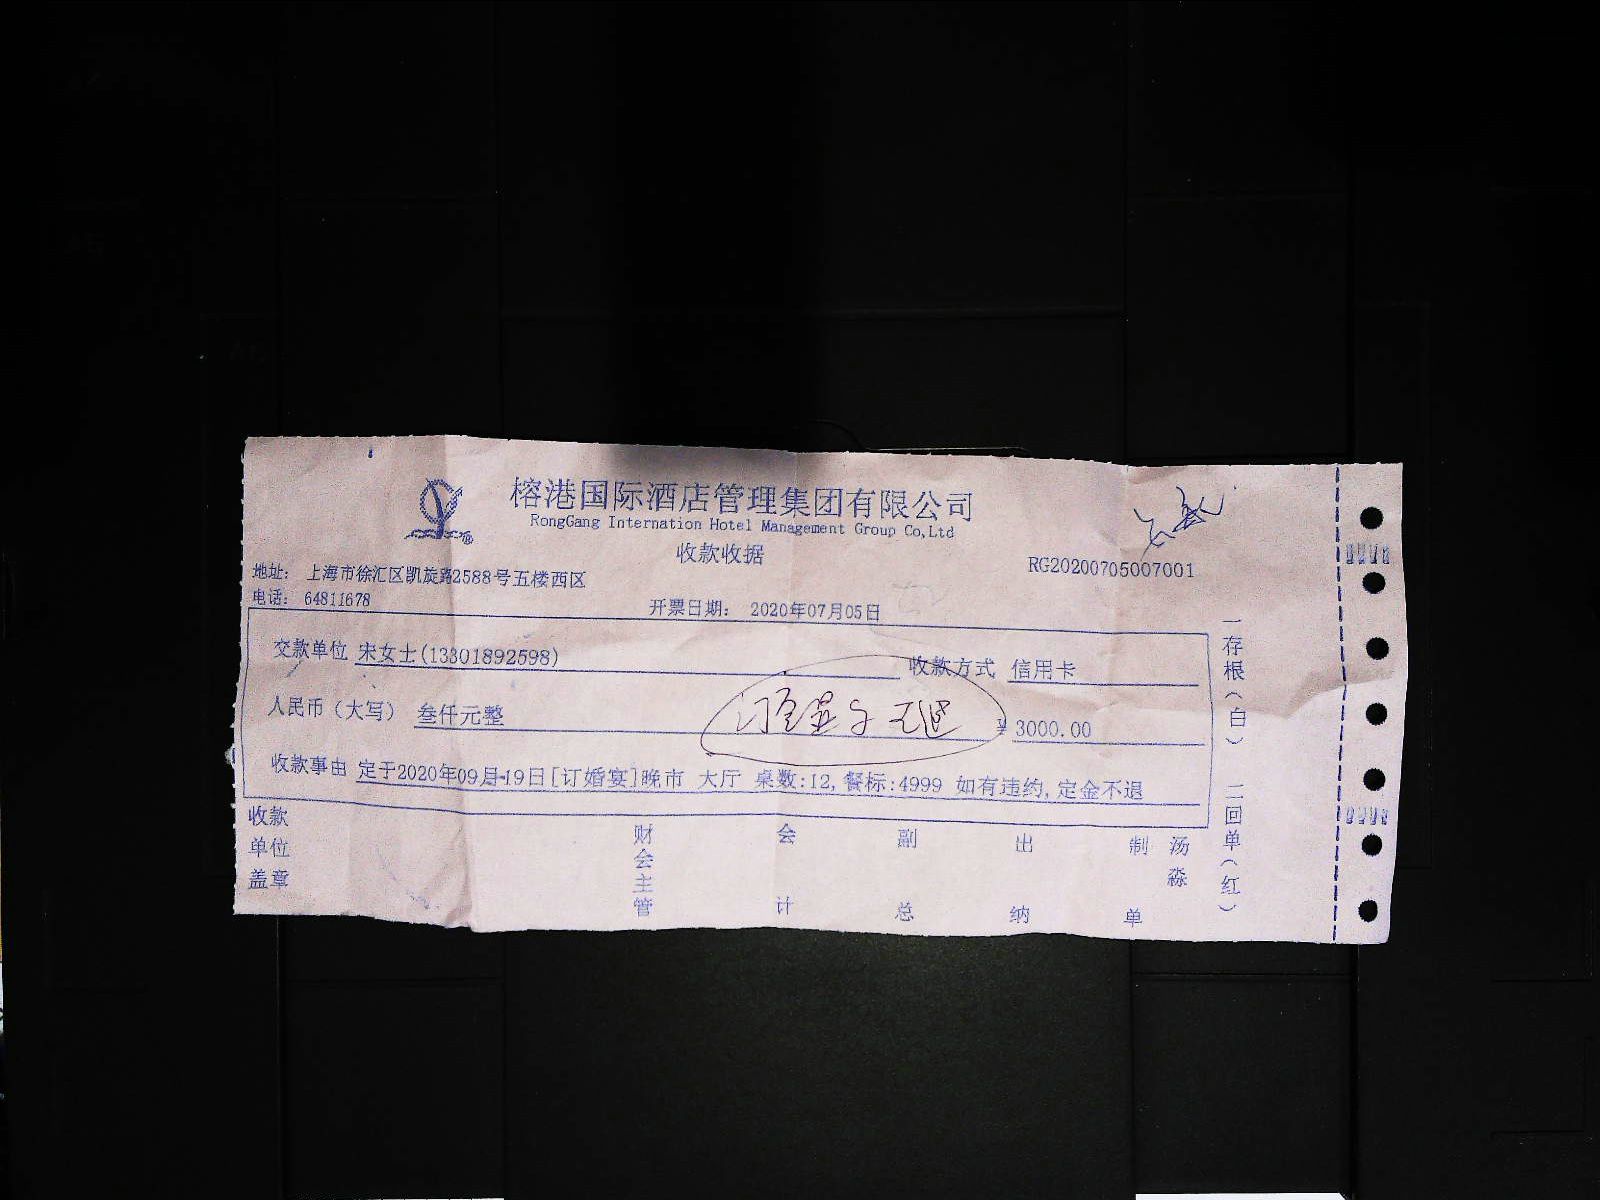 榕港国际酒店管理集团有限公司
RongGang Internation Hotel Management Group Co,Ltd
收款收据
RG20200705007001
地址： 上海市徐汇区凯旋路2588号五楼西区
电话： 64811678
开票日期： 2020年07月05日
交款单位 宋女士(13301892598) 收款方式 信用卡
人民币（大写） 叁仟元整 ¥ 3000.00
收款事由 定于2020年09月19日[订婚宴]晚市 大厅 桌数:12,餐标:4999 如有违约,定金不退
收款单位盖章 财会主管 会计 副总 出纳 制单 汤淼
一存根（白） 二回单（红）